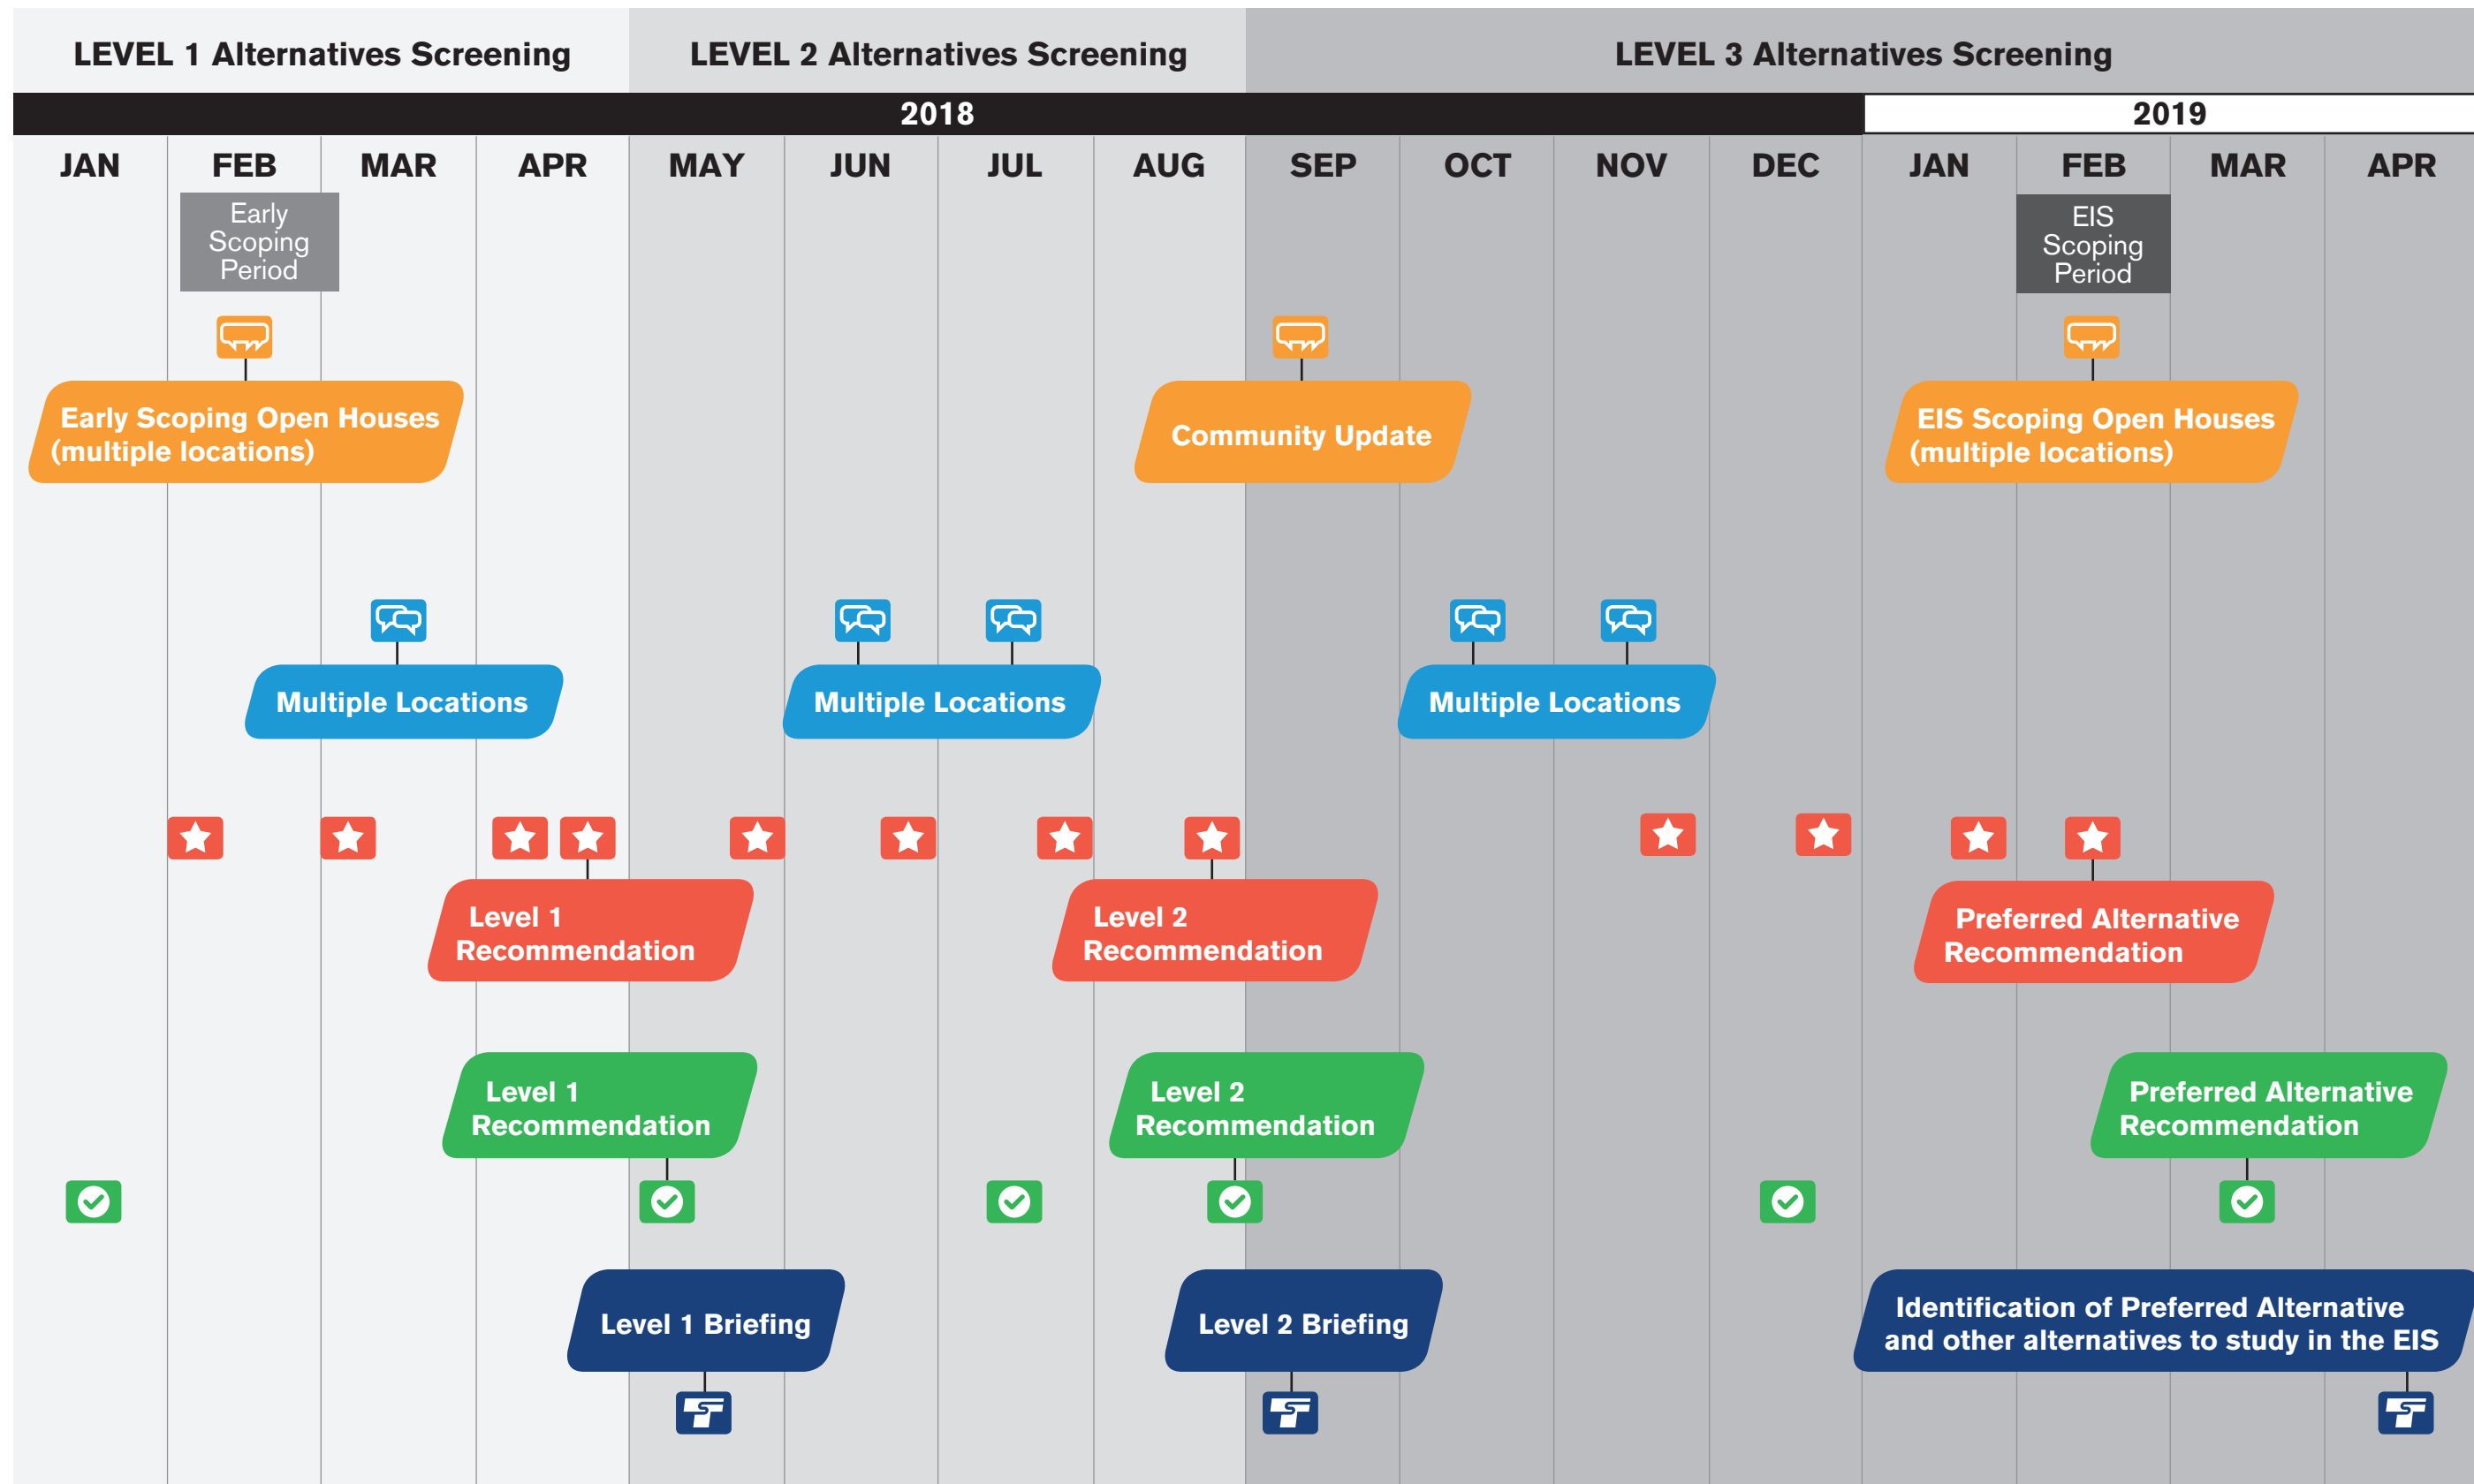 LEVEL 1 Alternatives Screening
LEVEL 2 Alternatives Screening
LEVEL 3 Alternatives Screening
2018
2019
JAN
FEB
MAR
APR
MAY
JUN
JUL
AUG
SEP
OCT
NOV
DEC
JAN
FEB
MAR
APR
Early
Scoping
Period
EIS
Scoping
Period
Early Scoping Open Houses
(multiple locations)
Community Update
EIS Scoping Open Houses
(multiple locations)
Multiple Locations
Multiple Locations
Multiple Locations
Level 1
Recommendation
Level 2
Recommendation
Preferred Alternative
Recommendation
Level 1
Recommendation
Level 2
Recommendation
Preferred Alternative
Recommendation
Level 1 Briefing
Level 2 Briefing
Identification of Preferred Alternative
and other alternatives to study in the EIS